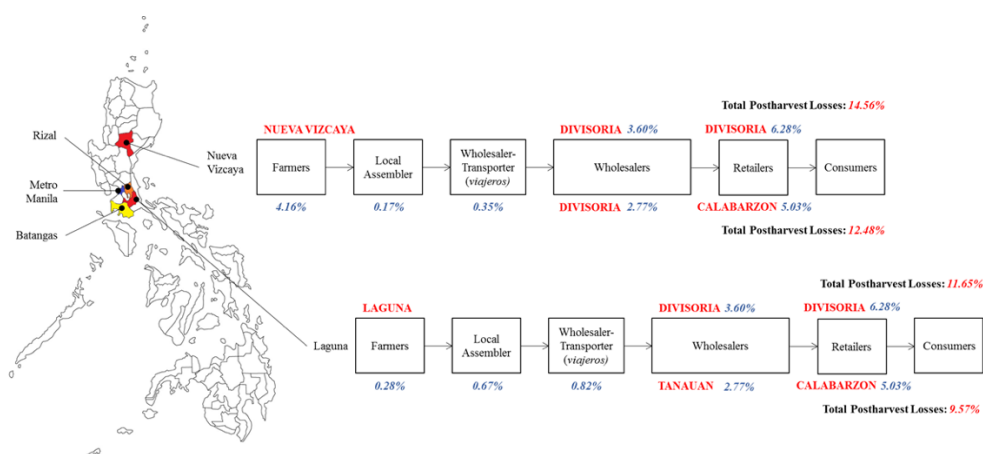 Rizal
Metro
Manila
Batangas
Nueva
Vizcaya
Laguna
Total Postharvest Losses: 14.56%
NUEVA VIZCAYA
DIVISORIA 3.60%
DIVISORIA 6.28%
Farmers
Local
Assembler
Wholesaler-
Transporter
(viajeros)
Wholesalers
Retailers
Consumers
4.16%
0.17%
0.35%
DIVISORIA 2.77%
CALABARZON 5.03%
Total Postharvest Losses: 12.48%
Total Postharvest Losses: 11.65%
LAGUNA
DIVISORIA 3.60%
DIVISORIA 6.28%
Farmers
Local
Assembler
Wholesaler-
Transporter
(viajeros)
Wholesalers
Retailers
Consumers
0.28%
0.67%
0.82%
TANAUAN 2.77%
CALABARZON 5.03%
Total Postharvest Losses: 9.57%